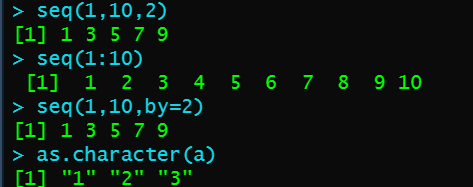 > seq(1,10,2)
[1] 1 3 5 7 9
> seq(1:10)
[1] 1 2 3 4 5 6 7 8 9 10
> seq(1,10,by=2)
[1] 1 3 5 7 9
> as.character(a)
[1] "1" "2" "3"